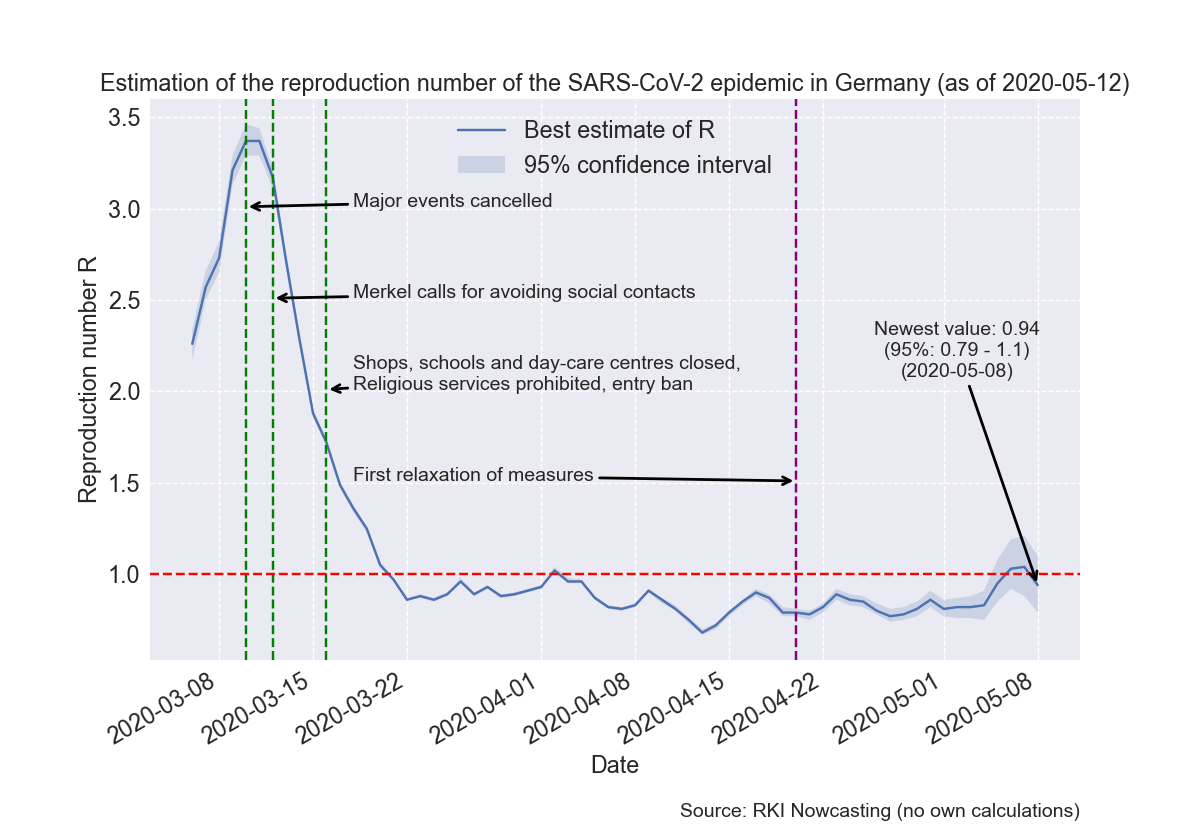 Estimation of the reproduction number of the SARS-CoV-2 epidemic in Germany (as of 2020-05-12)
Best estimate of R
95% confidence interval
Major events cancelled
Merkel calls for avoiding social contacts
Shops, schools and day-care centres closed,
Religious services prohibited, entry ban
First relaxation of measures
Newest value: 0.94
(95%: 0.79 - 1.1)
(2020-05-08)
Reproduction number R
3.5
3.0
2.5
2.0
1.5
1.0
2020-03-08
2020-03-15
2020-03-22
2020-04-01
2020-04-08
2020-04-15
2020-04-22
2020-05-01
2020-05-08
Date
Source: RKI Nowcasting (no own calculations)